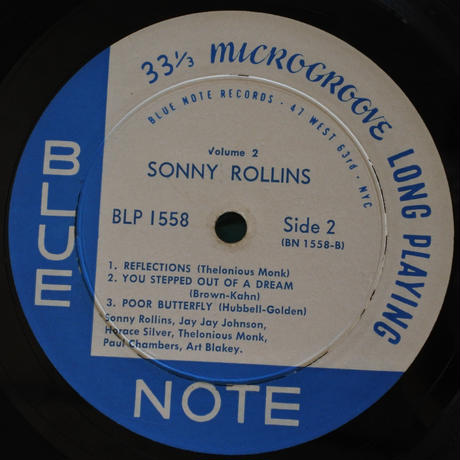 33⅓ MICROGROOVE LONG PLAYING
BLUE NOTE RECORDS · 47 WEST 63rd · NYC
Volume 2
SONNY ROLLINS
BLP 1558
Side 2
(BN 1558-B)
1. REFLECTIONS (Thelonious Monk)
2. YOU STEPPED OUT OF A DREAM
(Brown-Kahn)
3. POOR BUTTERFLY (Hubbell-Golden)
Sonny Rollins, Jay Jay Johnson,
Horace Silver, Thelonious Monk,
Paul Chambers, Art Blakey.
BLUE
NOTE